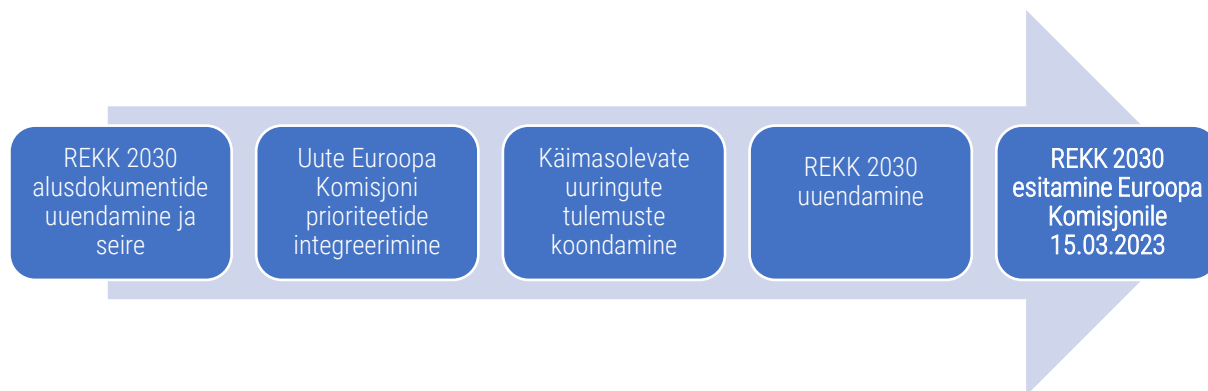 REKK 2030
alusdokumentide
uuendamine ja
seire
Uute Euroopa
Komisjoni
prioriteetide
integreerimine
Käimasolevate
uuringute
tulemuste
koondamine
REKK 2030
uuendamine
REKK 2030
esitamine Euroopa
Komisjonile
15.03.2023